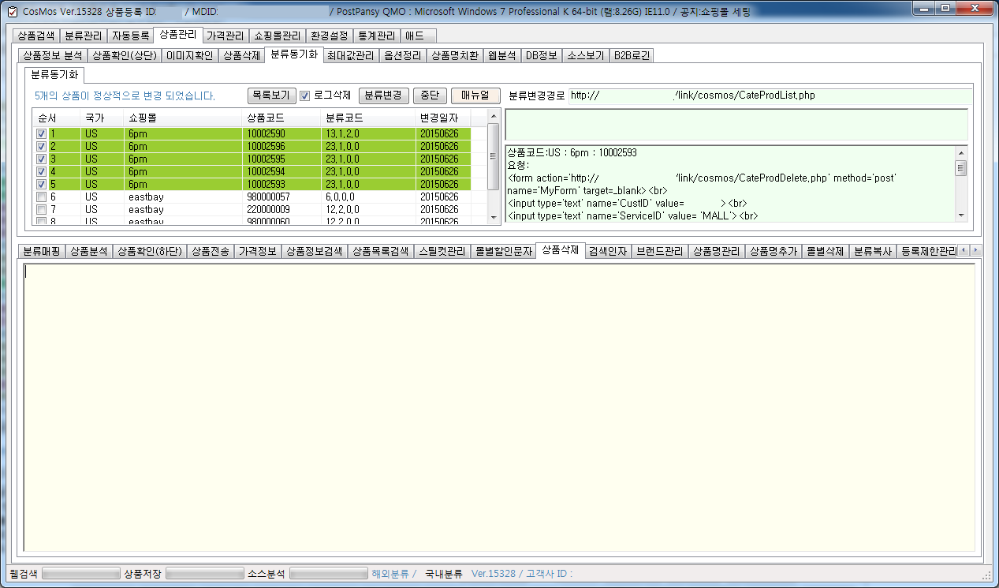 CosMos Ver.15328 상품등록 ID: / MDID: / PostPansy QMO : Microsoft Windows 7 Professional K 64-bit (램:8.26G) IE11.0 / 공지:쇼핑몰 세팅
상품검색 분류관리 자동등록 상품관리 가격관리 쇼핑몰관리 환경설정 통계관리 애드
상품정보 분석 상품확인(상단) 이미지확인 상품삭제 분류동기화 최대값관리 옵션정리 상품명치환 웹분석 DB정보 소스보기 B2B로긴
분류동기화
5개의 상품이 정상적으로 변경 되었습니다. 목록보기 로그삭제 분류변경 중단 매뉴얼 분류변경경로 http:// /link/cosmos/CateProdList.php
순서 국가 쇼핑몰 상품코드 분류코드 변경일자
1 US 6pm 10002590 13,1,2,0 20150626
2 US 6pm 10002596 23,1,0,0 20150626
3 US 6pm 10002595 23,1,0,0 20150626
4 US 6pm 10002594 23,1,0,0 20150626
5 US 6pm 10002593 23,1,0,0 20150626
6 US eastbay 980000057 6,0,0,0 20150626
7 US eastbay 220000009 12,2,0,0 20150626
8 US eastbay 980000060 12,2,0,0 20150626
상품코드:US : 6pm : 10002593
요청:
<form action='http:// /link/cosmos/CateProdDelete.php' method='post'
name='MyForm' target=_blank> <br>
<input type='text' name='CustID' value= > <br>
<input type='text' name='ServiceID' value= 'MALL'> <br>
분류매핑 상품분석 상품확인(하단) 상품전송 가격정보 상품정보검색 상품목록검색 스틸컷관리 몰별할인문자 상품삭제 검색인자 브랜드관리 상품명관리 상품명추가 몰별삭제 분류복사 등록제한관리
웹검색 상품저장 소스분석 해외분류 / 국내분류 Ver.15328 / 고객사 ID :